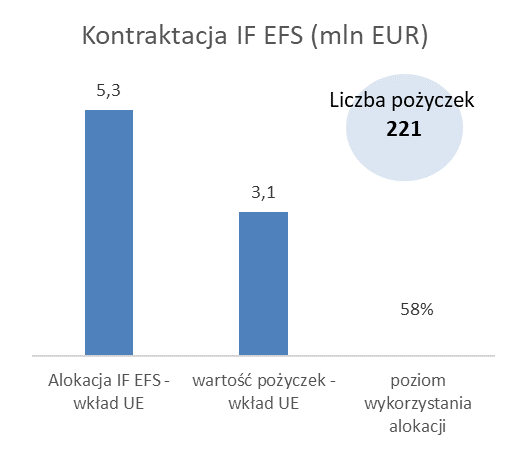 Kontraktacja IF EFS (mln EUR)
5,3
Liczba pożyczek
221
3,1
58%
Alokacja IF EFS -
wkład UE
wartość pożyczek -
wkład UE
poziom
wykorzystania
alokacji